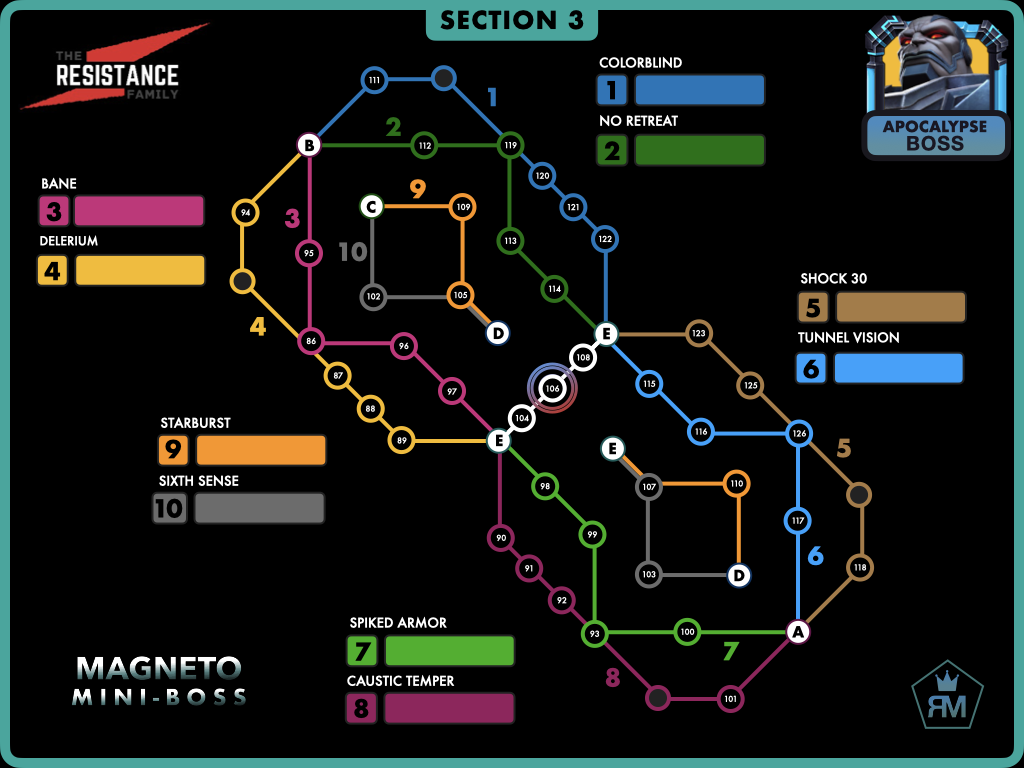 SECTION 3
THE
RESISTANCE
FAMILY
COLORBLIND
1
NO RETREAT
2
APOCALYPSE
BOSS
111
1
2
B
112
119
120
121
122
BANE
3
DELERIUM
4
94
3
95
4
C
9
109
10
102
105
D
113
114
86
96
87
97
88
89
E
E
108
106
104
123
115
125
116
126
5
SHOCK 30
5
TUNNEL VISION
6
STARBURST
9
SIXTH SENSE
10
98
99
90
91
92
93
100
7
8
101
E
107
110
103
D
117
6
118
A
SPIKED ARMOR
7
CAUSTIC TEMPER
8
MAGNETO
MINI-BOSS
ЯM